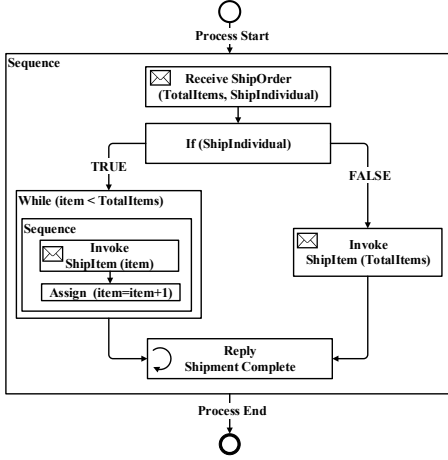 Process Start
Sequence
Receive ShipOrder
(TotalItems, ShipIndividual)
If (ShipIndividual)
TRUE
FALSE
While (item < TotalItems)
Sequence
Invoke
ShipItem (item)
Assign (item=item+1)
Invoke
ShipItem (TotalItems)
Reply
Shipment Complete
Process End